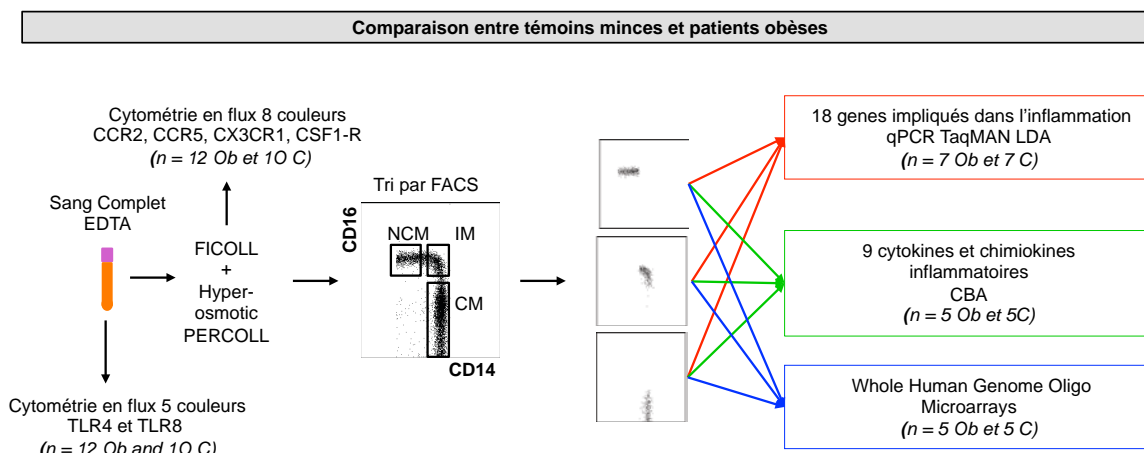 Comparaison entre témoins minces et patients obèses
Cytométrie en flux 8 couleurs
CCR2, CCR5, CX3CR1, CSF1-R
(n = 12 Ob et 1O C)
Sang Complet
EDTA
FICOLL
+
Hyper-
osmotic
PERCOLL
Cytométrie en flux 5 couleurs
TLR4 et TLR8
(n = 12 Ob and 1O C)
Tri par FACS
CD16
NCM
IM
CM
CD14
18 genes impliqués dans l'inflammation
qPCR TaqMAN LDA
(n = 7 Ob et 7 C)
9 cytokines et chimiokines
inflammatoires
CBA
(n = 5 Ob et 5C)
Whole Human Genome Oligo
Microarrays
(n = 5 Ob et 5 C)